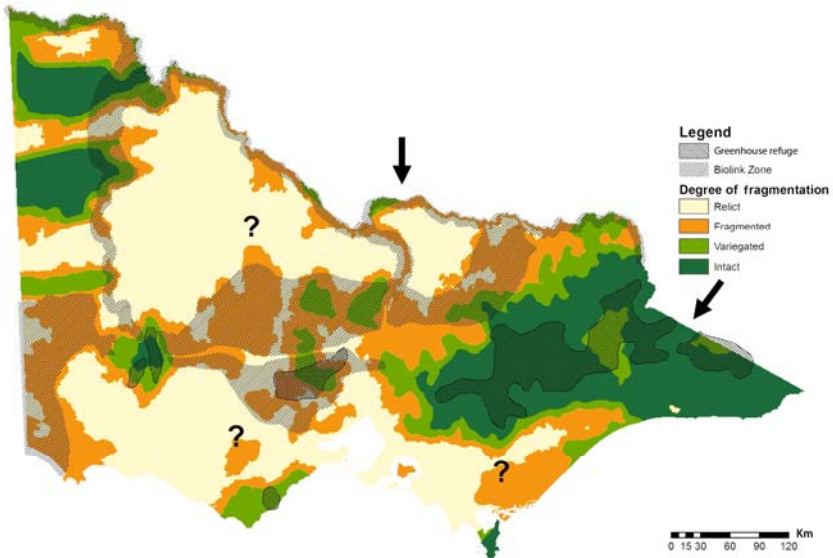 Legend
Greenhouse refuge
Biolink Zone
Degree of fragmentation
Relict
Fragmented
Variegated
Intact
?
?
?
Km
0 15 30 60 90 120